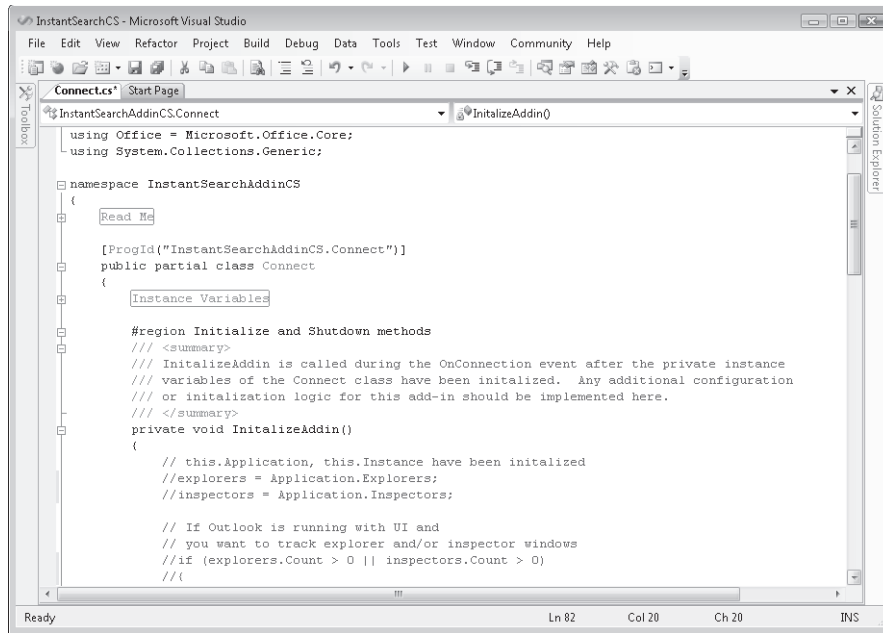 InstantSearchCS - Microsoft Visual Studio
File Edit View Refactor Project Build Debug Data Tools Test Window Community Help
Connect.cs* Start Page
Toolbox
Solution Explorer
InstantSearchAddinCS.Connect InitalizeAddin()
using Office = Microsoft.Office.Core;
using System.Collections.Generic;
namespace InstantSearchAddinCS
{
Read Me
[ProgId("InstantSearchAddinCS.Connect")]
public partial class Connect
{
Instance Variables
#region Initialize and Shutdown methods
/// <summary>
/// InitalizeAddin is called during the OnConnection event after the private instance
/// variables of the Connect class have been initalized.  Any additional configuration
/// or initalization logic for this add-in should be implemented here.
/// </summary>
private void InitalizeAddin()
{
// this.Application, this.Instance have been initalized
//explorers = Application.Explorers;
//inspectors = Application.Inspectors;
// If Outlook is running with UI and
// you want to track explorer and/or inspector windows
//if (explorers.Count > 0 || inspectors.Count > 0)
//{
Ready Ln 82 Col 20 Ch 20 INS